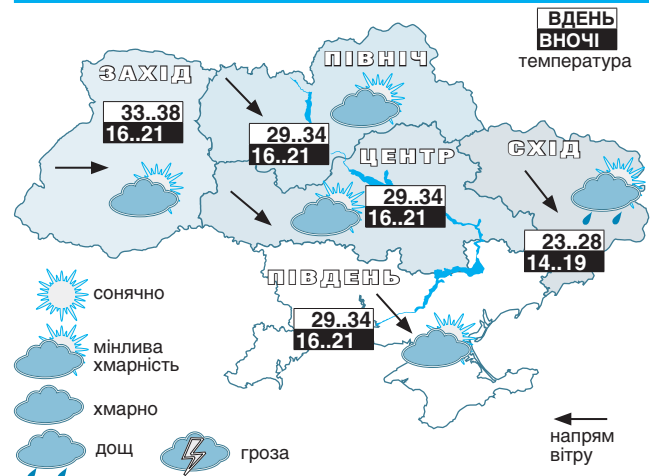 ВДЕНЬ
ВНОЧІ
температура
ЗАХІД
33..38
16..21
ПІВНІЧ
29..34
16..21
ЦЕНТР
29..34
16..21
СХІД
23..28
14..19
ПІВДЕНЬ
29..34
16..21
сонячно
мінлива
хмарність
хмарно
дощ
гроза
напрям
вітру